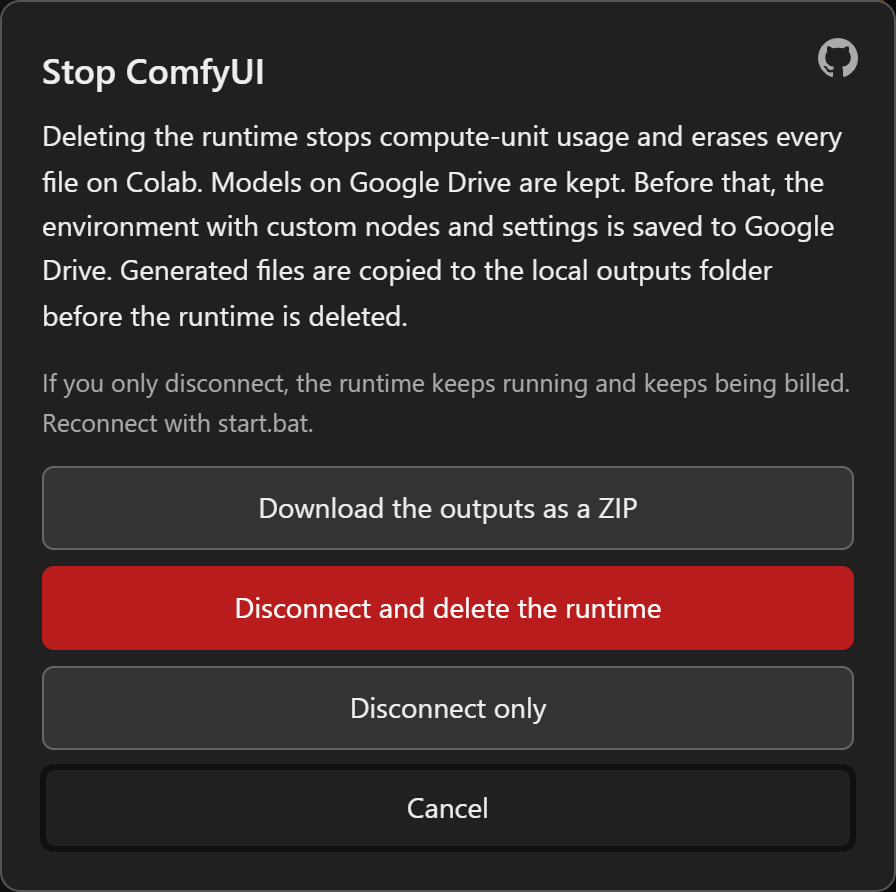 Stop ComfyUI
Deleting the runtime stops compute-unit usage and erases every
file on Colab. Models on Google Drive are kept. Before that, the
environment with custom nodes and settings is saved to Google
Drive. Generated files are copied to the local outputs folder
before the runtime is deleted.
If you only disconnect, the runtime keeps running and keeps being billed.
Reconnect with start.bat.
Download the outputs as a ZIP
Disconnect and delete the runtime
Disconnect only
Cancel